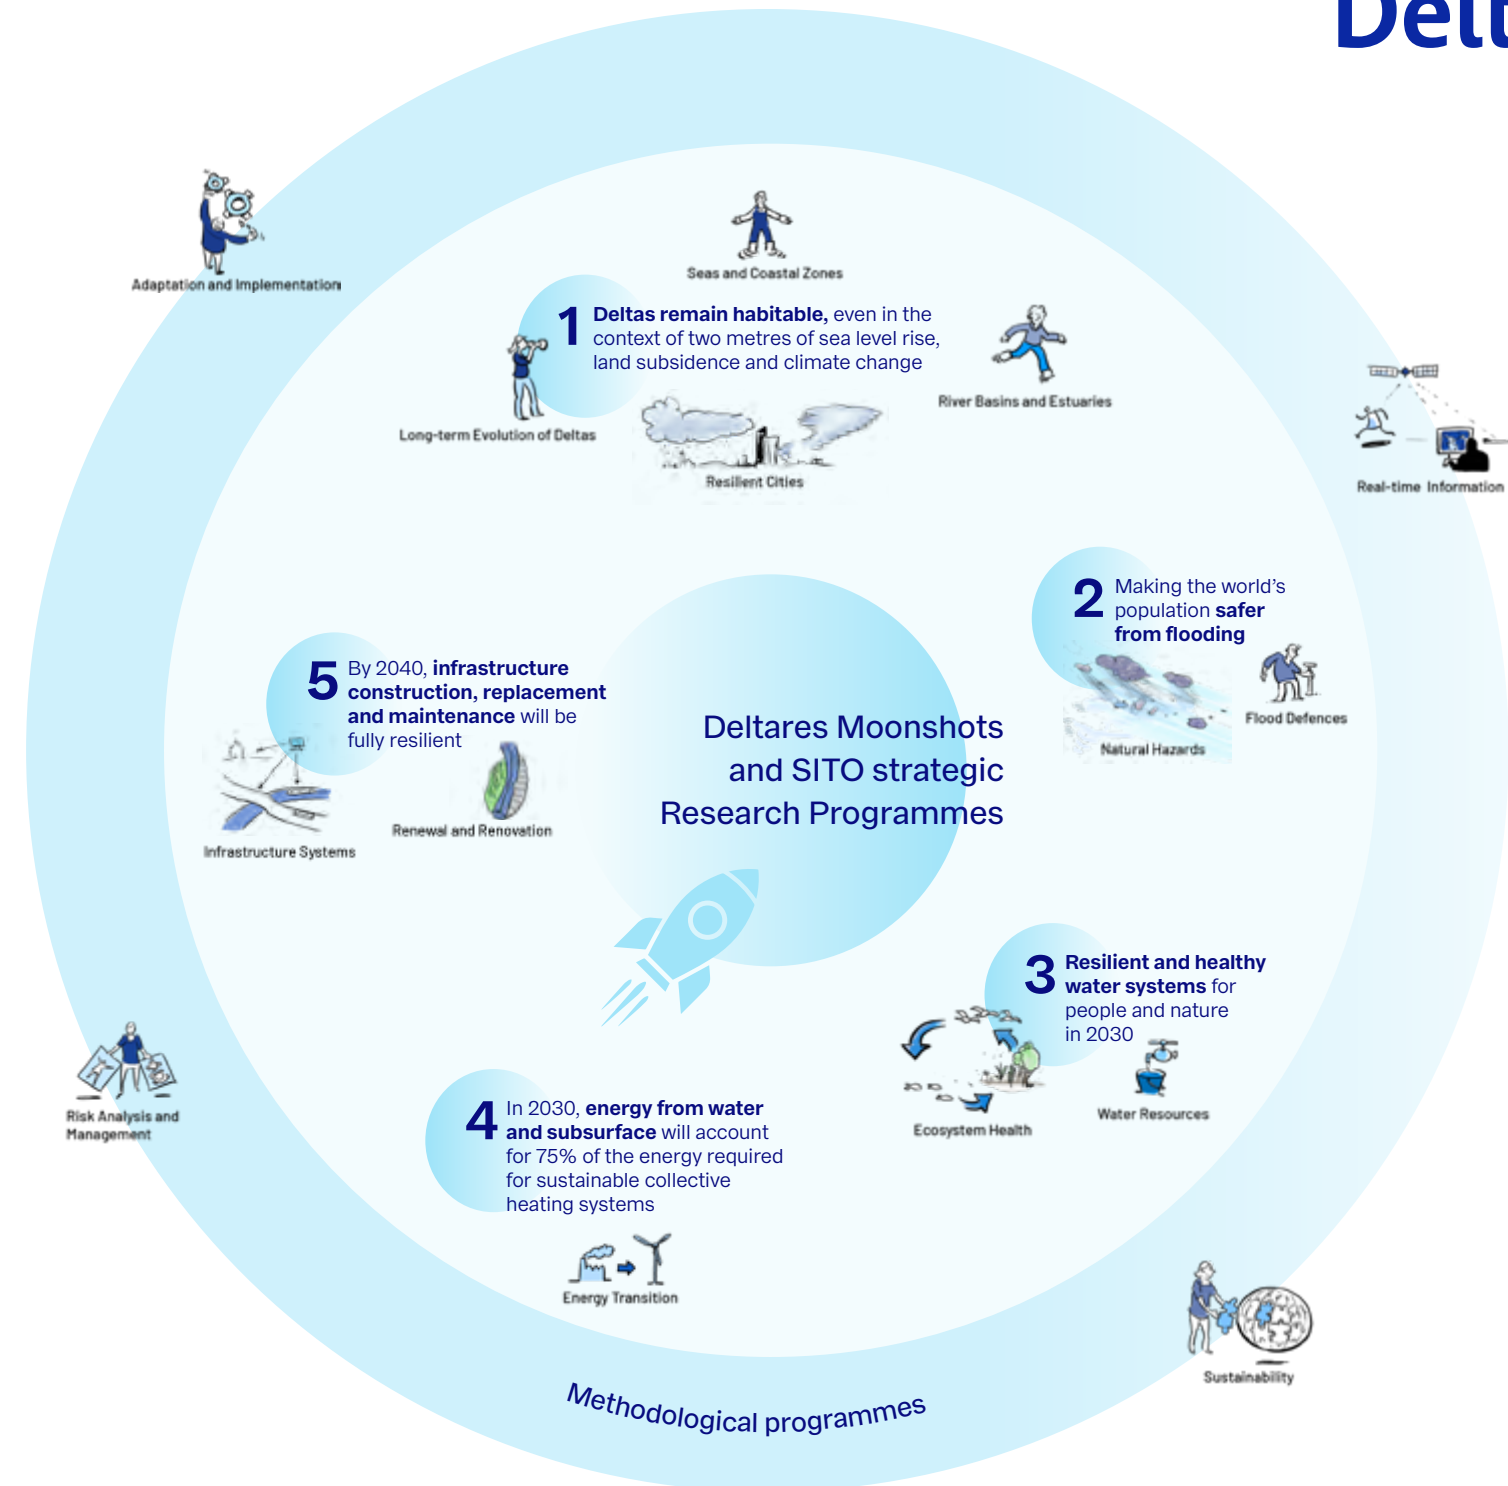 Adaptation and Implementation
Seas and Coastal Zones
1 Deltas remain habitable, even in the
context of two metres of sea level rise,
land subsidence and climate change
Long-term Evolution of Deltas
River Basins and Estuaries
Resilient Cities
Real-time Information
2 Making the world's
population safer
from flooding
Natural Hazards
Flood Defences
5 By 2040, infrastructure
construction, replacement
and maintenance will be
fully resilient
Infrastructure Systems
Renewal and Renovation
Deltares Moonshots
and SITO strategic
Research Programmes
3 Resilient and healthy
water systems for
people and nature
in 2030
Ecosystem Health
Water Resources
Risk Analysis and
Management
4 In 2030, energy from water
and subsurface will account
for 75% of the energy required
for sustainable collective
heating systems
Energy Transition
Sustainability
Methodological programmes